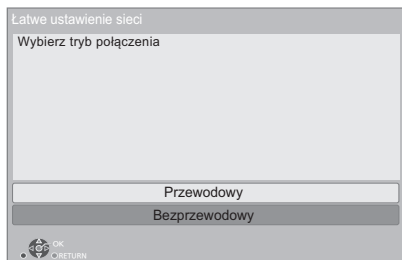 Łatwe ustawienie sieci
Wybierz tryb połączenia
Przewodowy
Bezprzewodowy
OK
RETURN